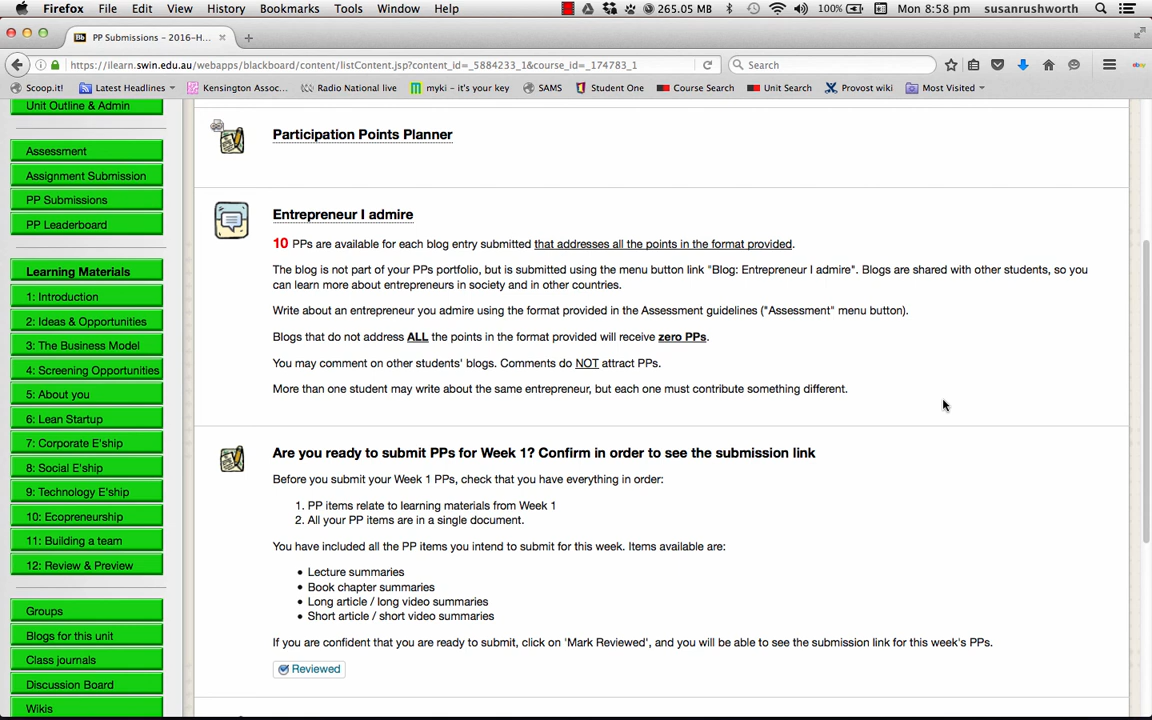 Firefox File Edit View History Bookmarks Tools Window Help 265.05 MB 100% Mon 8:58 pm susanrushworth
PP Submissions – 2016-H...
https://ilearn.swin.edu.au/webapps/blackboard/content/listContent.jsp?content_id=_5884233_1&course_id=_174783_1 Search
Scoop.it! Latest Headlines Kensington Assoc... Radio National live myki – it's your key SAMS Student One Course Search Unit Search Provost wiki Most Visited
Unit Outline & Admin
Assessment
Assignment Submission
PP Submissions
PP Leaderboard
Learning Materials
1: Introduction
2: Ideas & Opportunities
3: The Business Model
4: Screening Opportunities
5: About you
6: Lean Startup
7: Corporate E'ship
8: Social E'ship
9: Technology E'ship
10: Ecopreneurship
11: Building a team
12: Review & Preview
Groups
Blogs for this unit
Class journals
Discussion Board
Wikis
Participation Points Planner
Entrepreneur I admire
10 PPs are available for each blog entry submitted that addresses all the points in the format provided.
The blog is not part of your PPs portfolio, but is submitted using the menu button link "Blog: Entrepreneur I admire". Blogs are shared with other students, so you
can learn more about entrepreneurs in society and in other countries.
Write about an entrepreneur you admire using the format provided in the Assessment guidelines ("Assessment" menu button).
Blogs that do not address ALL the points in the format provided will receive zero PPs.
You may comment on other students' blogs. Comments do NOT attract PPs.
More than one student may write about the same entrepreneur, but each one must contribute something different.
Are you ready to submit PPs for Week 1? Confirm in order to see the submission link
Before you submit your Week 1 PPs, check that you have everything in order:
1. PP items relate to learning materials from Week 1
2. All your PP items are in a single document.
You have included all the PP items you intend to submit for this week. Items available are:
• Lecture summaries
• Book chapter summaries
• Long article / long video summaries
• Short article / short video summaries
If you are confident that you are ready to submit, click on 'Mark Reviewed', and you will be able to see the submission link for this week's PPs.
Reviewed